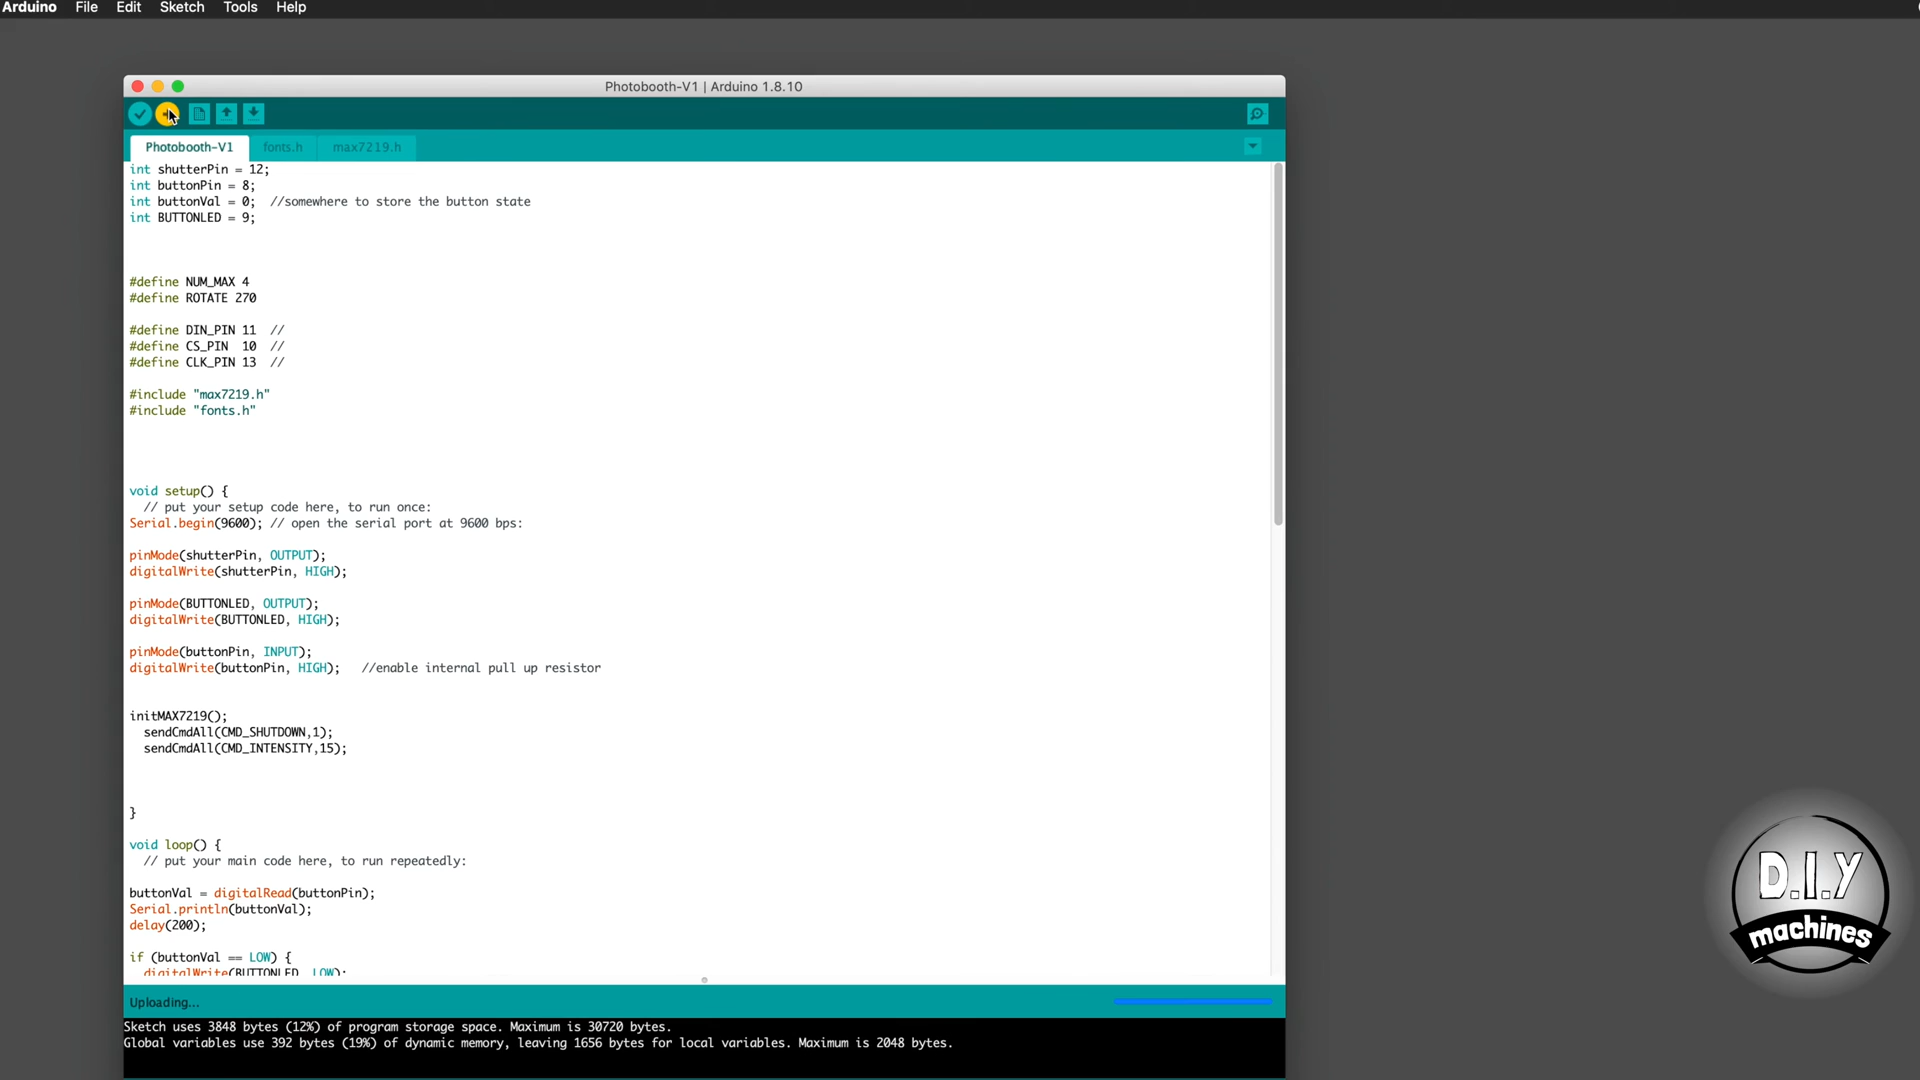 Arduino File Edit Sketch Tools Help
Photobooth-V1 | Arduino 1.8.10
Photobooth-V1 fonts.h max7219.h
int shutterPin = 12;
int buttonPin = 8;
int buttonVal = 0;  //somewhere to store the button state
int BUTTONLED = 9;
#define NUM_MAX 4
#define ROTATE 270
#define DIN_PIN 11  //
#define CS_PIN  10  //
#define CLK_PIN 13  //
#include "max7219.h"
#include "fonts.h"
void setup() {
  // put your setup code here, to run once:
Serial.begin(9600); // open the serial port at 9600 bps:
pinMode(shutterPin, OUTPUT);
digitalWrite(shutterPin, HIGH);
pinMode(BUTTONLED, OUTPUT);
digitalWrite(BUTTONLED, HIGH);
pinMode(buttonPin, INPUT);
digitalWrite(buttonPin, HIGH);   //enable internal pull up resistor
initMAX7219();
  sendCmdAll(CMD_SHUTDOWN,1);
  sendCmdAll(CMD_INTENSITY,15);
}
void loop() {
  // put your main code here, to run repeatedly:
buttonVal = digitalRead(buttonPin);
Serial.println(buttonVal);
delay(200);
if (buttonVal == LOW) {
  digitalWrite(BUTTONLED, LOW);
Uploading...
Sketch uses 3848 bytes (12%) of program storage space. Maximum is 30720 bytes.
Global variables use 392 bytes (19%) of dynamic memory, leaving 1656 bytes for local variables. Maximum is 2048 bytes.
D.I.Y
machines